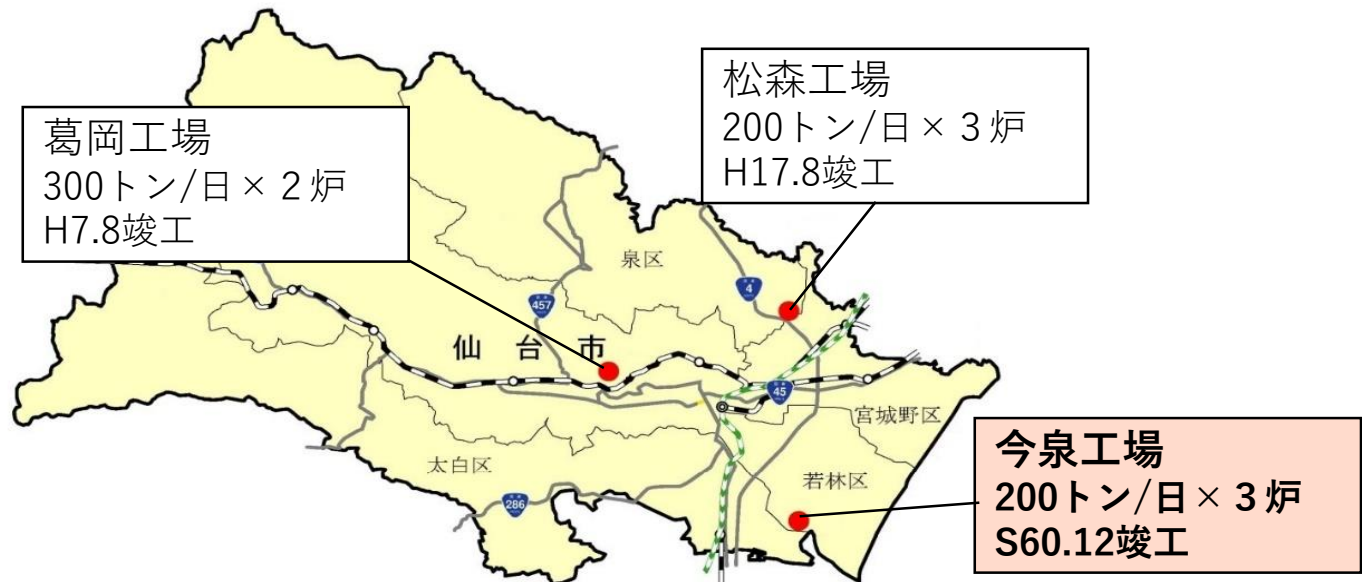 松森工場
200トン/日×３炉
H17.8竣工
葛岡工場
300トン/日×２炉
H7.8竣工
泉区
4
457
仙台市
45
宮城野区
太白区
若林区
286
今泉工場
200トン/日×３炉
S60.12竣工